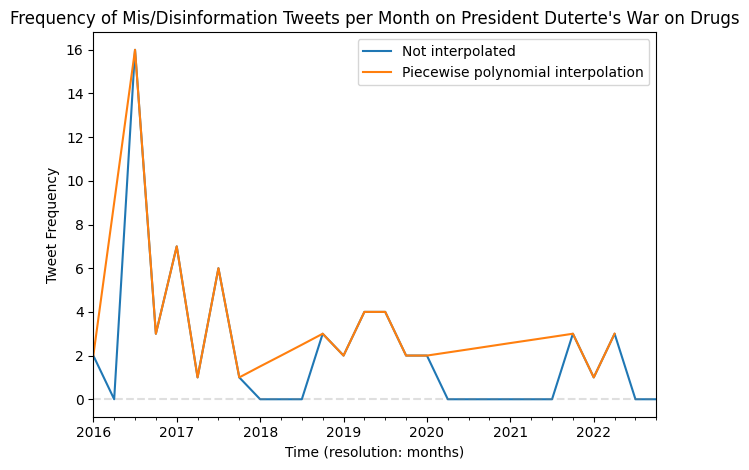 Frequency of Mis/Disinformation Tweets per Month on President Duterte's War on Drugs
Not interpolated
Piecewise polynomial interpolation
Tweet Frequency
16
14
12
10
8
6
4
2
0
2016 2017 2018 2019 2020 2021 2022
Time (resolution: months)